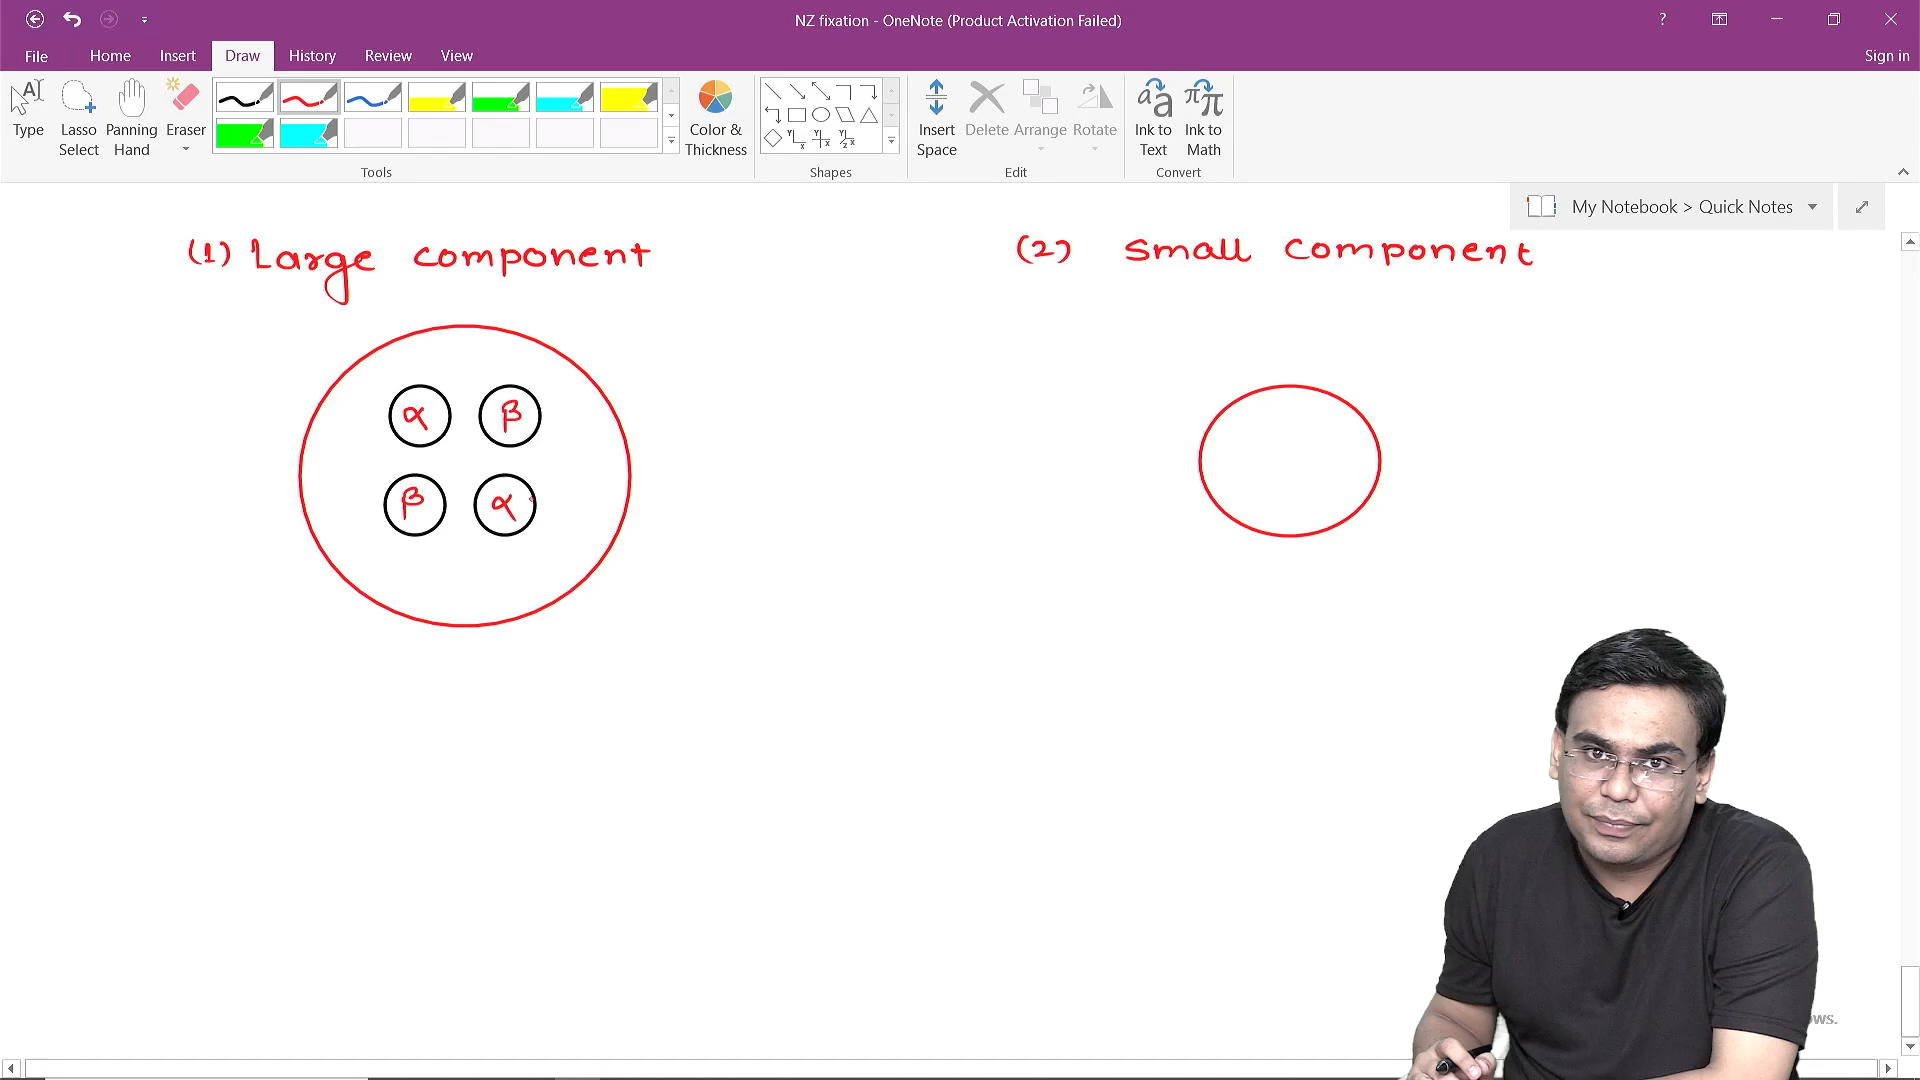 NZ fixation - OneNote (Product Activation Failed)
?
File Home Insert Draw History Review View
Sign in
Type
Lasso Select
Panning Hand
Eraser
Color & Thickness
Insert Space
Delete
Arrange
Rotate
Ink to Text
Ink to Math
Tools
Shapes
Edit
Convert
My Notebook > Quick Notes
(1) Large component
(2) Small component
α β
β α
ows.